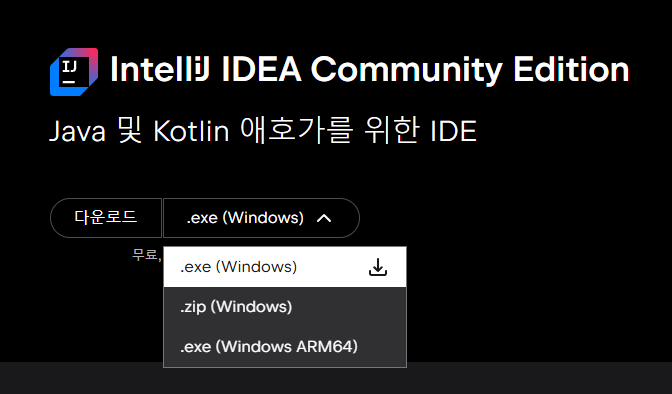 IJ
IntelliJ IDEA Community Edition
Java 및 Kotlin 애호가를 위한 IDE
다운로드
.exe (Windows)
무료,
.exe (Windows)
.zip (Windows)
.exe (Windows ARM64)